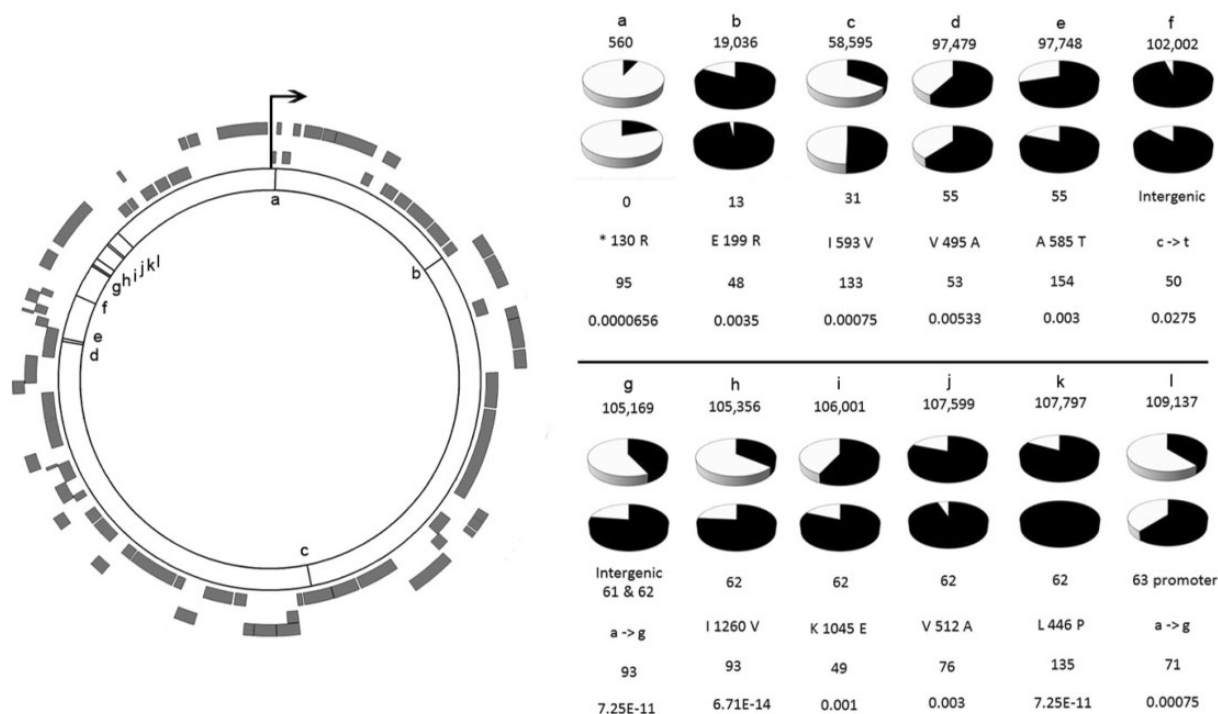 a
b
c
d
e
f
g
h
i
j
k
l
a b c d e f
560 19,036 58,595 97,479 97,748 102,002
0 13 31 55 55 Intergenic
* 130 R E 199 R I 593 V V 495 A A 585 T c -> t
95 48 133 53 154 50
0.0000656 0.0035 0.00075 0.00533 0.003 0.0275
g h i j k l
105,169 105,356 106,001 107,599 107,797 109,137
Intergenic 61 & 62 62 62 62 62 63 promoter
a -> g I 1260 V K 1045 E V 512 A L 446 P a -> g
93 93 49 76 135 71
7.25E-11 6.71E-14 0.001 0.003 7.25E-11 0.00075